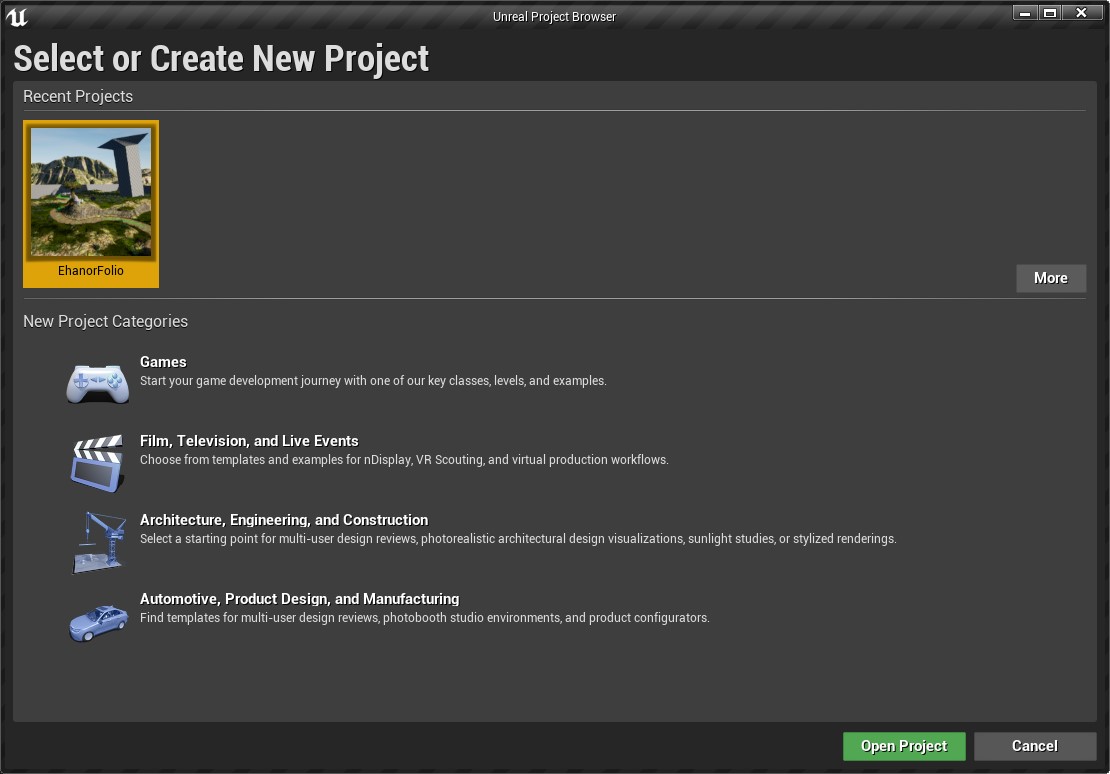 Unreal Project Browser
Select or Create New Project
Recent Projects
EhanorFolio
More
New Project Categories
Games
Start your game development journey with one of our key classes, levels, and examples.
Film, Television, and Live Events
Choose from templates and examples for nDisplay, VR Scouting, and virtual production workflows.
Architecture, Engineering, and Construction
Select a starting point for multi-user design reviews, photorealistic architectural design visualizations, sunlight studies, or stylized renderings.
Automotive, Product Design, and Manufacturing
Find templates for multi-user design reviews, photobooth studio environments, and product configurators.
Open Project
Cancel